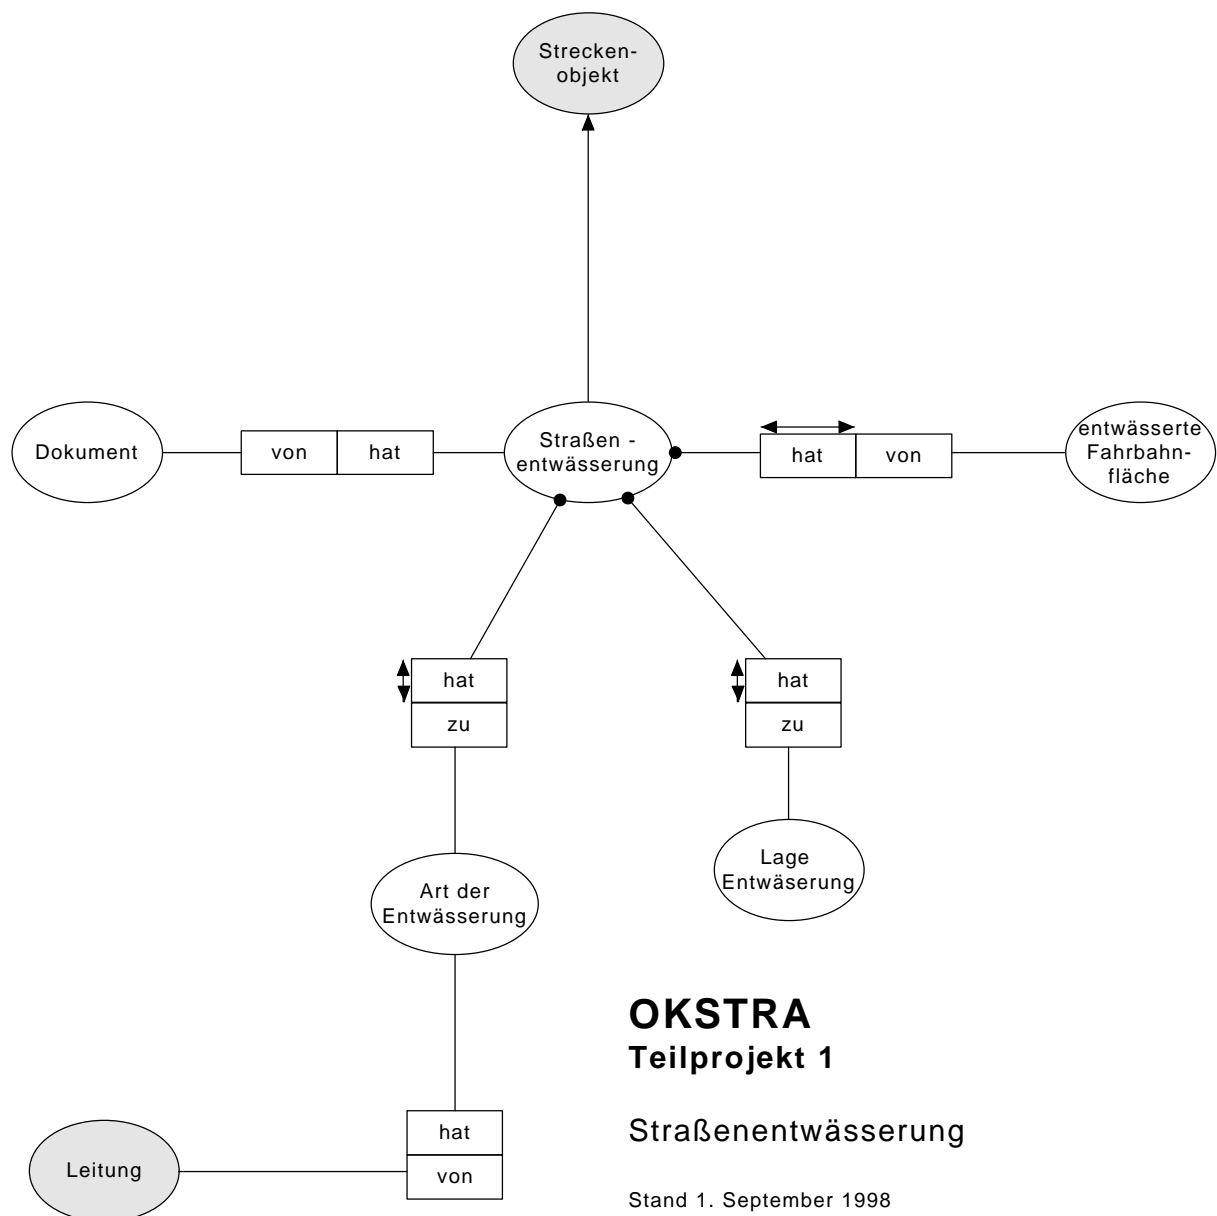 Strecken-
objekt
Dokument
von
hat
Straßen -
entwässerung
hat
von
entwässerte
Fahrbahn-
fläche
hat
zu
hat
zu
Lage
Entwäserung
Art der
Entwässerung
OKSTRA
Teilprojekt 1
Straßenentwässerung
Stand 1. September 1998
hat
von
Leitung